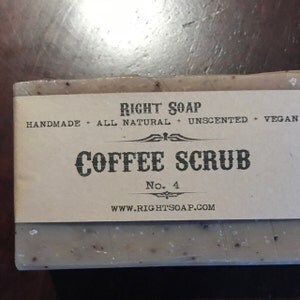 Right Soap
Handmade - All Natural - Unscented - Vegan
Coffee Scrub
No. 4
www.rightsoap.com